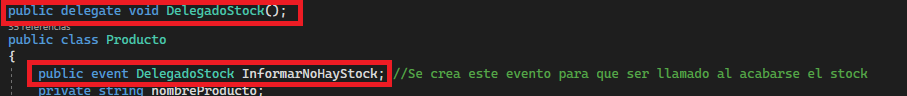 public delegate void DelegadoStock();
35 referencias
public class Producto
{
public event DelegadoStock InformarNoHayStock; //Se crea este evento para que ser llamado al acabarse el stock
private string nombreProducto;